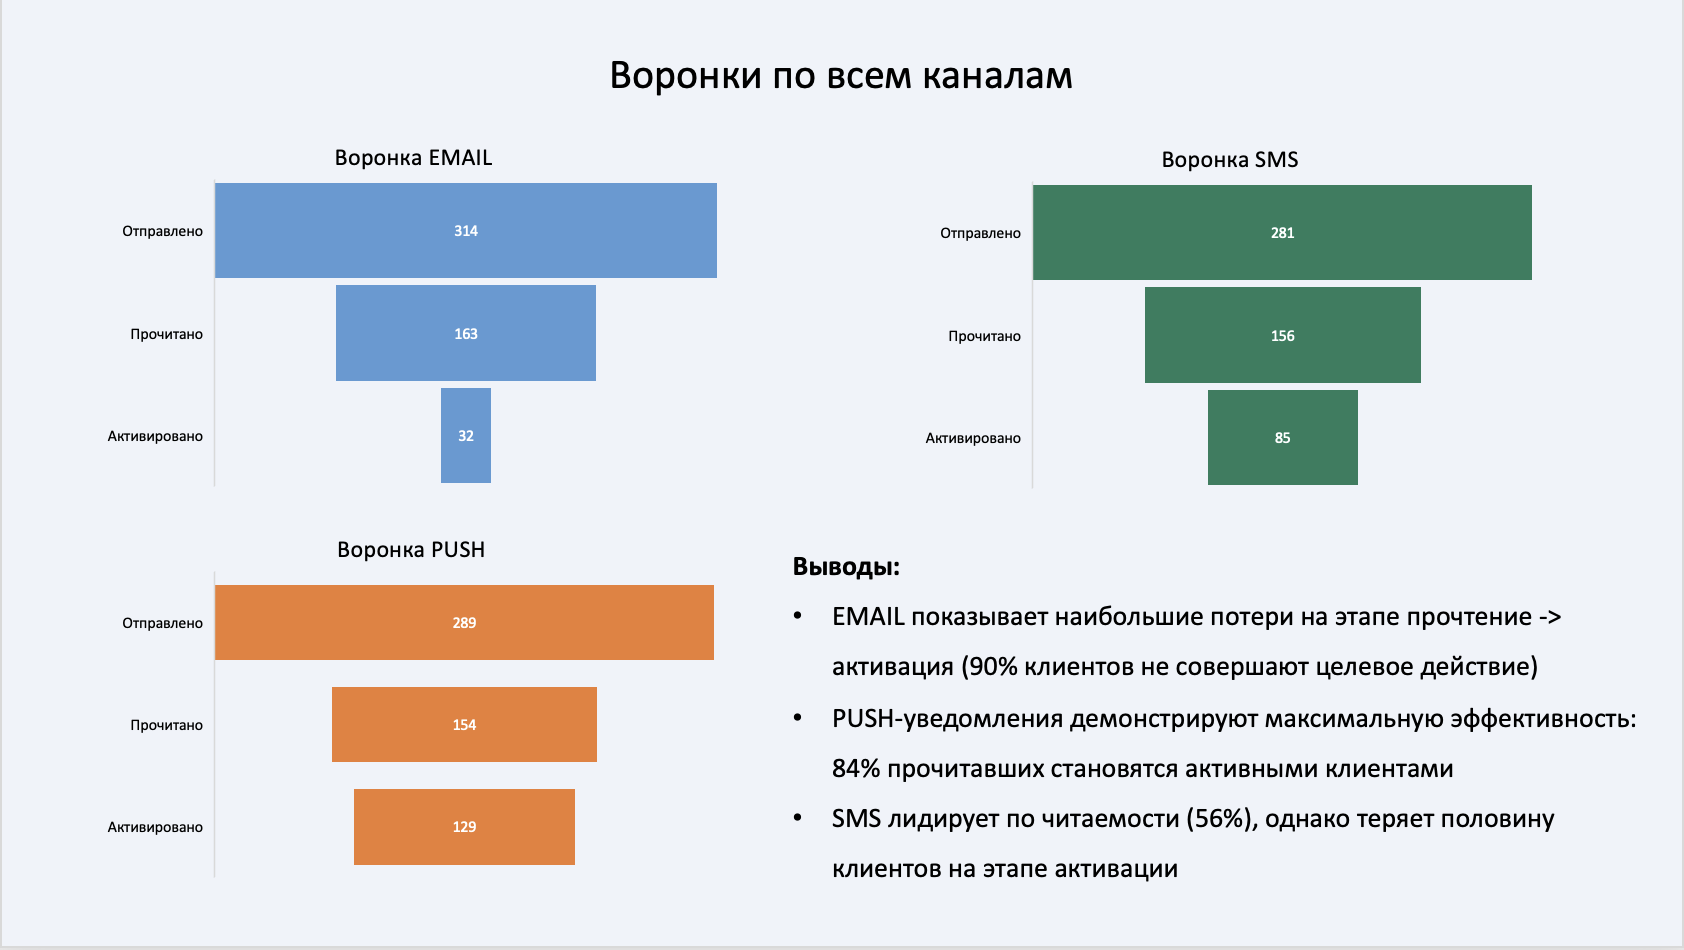 Воронки по всем каналам
Воронка EMAIL
Отправлено
314
Прочитано
163
Активировано
32
Воронка SMS
Отправлено
281
Прочитано
156
Активировано
85
Воронка PUSH
Отправлено
289
Прочитано
154
Активировано
129
Выводы:
• EMAIL показывает наибольшие потери на этапе прочтение ->
активация (90% клиентов не совершают целевое действие)
• PUSH-уведомления демонстрируют максимальную эффективность:
84% прочитавших становятся активными клиентами
• SMS лидирует по читаемости (56%), однако теряет половину
клиентов на этапе активации